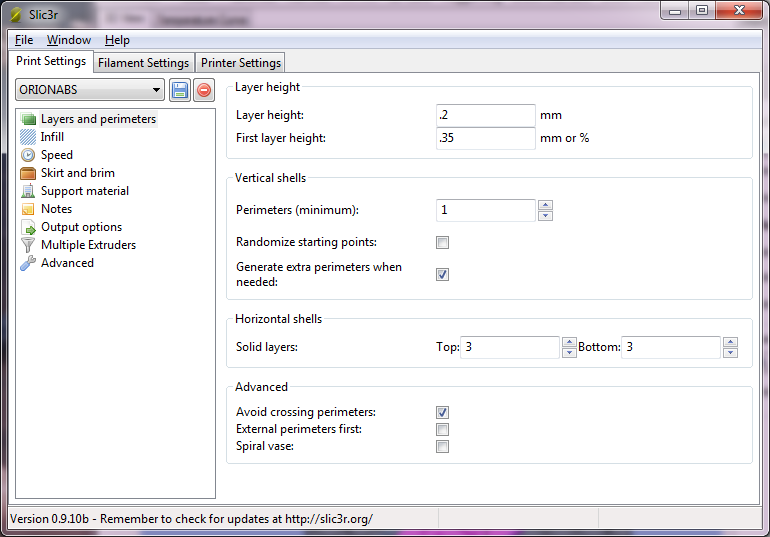 Slic3r
File Window Help
Print Settings Filament Settings Printer Settings
ORIONABS
Layers and perimeters
Infill
Speed
Skirt and brim
Support material
Notes
Output options
Multiple Extruders
Advanced
Layer height
Layer height: .2 mm
First layer height: .35 mm or %
Vertical shells
Perimeters (minimum): 1
Randomize starting points:
Generate extra perimeters when
needed:
Horizontal shells
Solid layers: Top: 3 Bottom: 3
Advanced
Avoid crossing perimeters:
External perimeters first:
Spiral vase:
Version 0.9.10b - Remember to check for updates at http://slic3r.org/